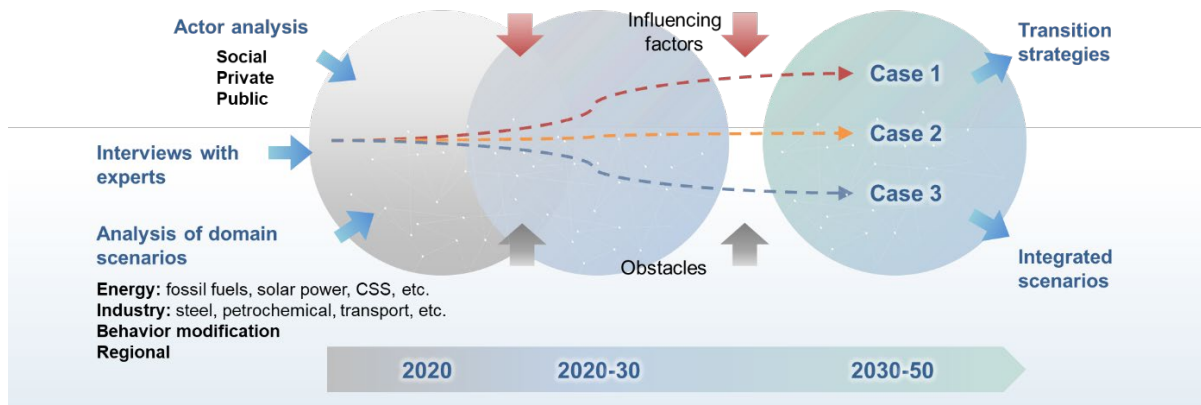 Actor analysis
Social
Private
Public
Interviews with
experts
Analysis of domain
scenarios
Energy: fossil fuels, solar power, CSS, etc.
Industry: steel, petrochemical, transport, etc.
Behavior modification
Regional
Influencing
factors
Obstacles
Case 1
Case 2
Case 3
Transition
strategies
Integrated
scenarios
2020
2020-30
2030-50